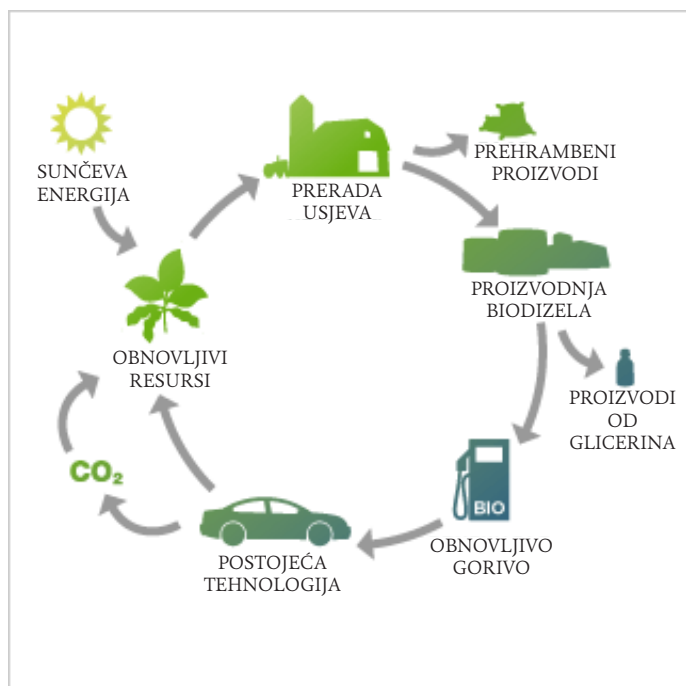 SUNČEVA
ENERGIJA
PRERADA
USJEVA
PREHRAMBENI
PROIZVODI
PROIZVODNJA
BIODIZELA
PROIZVODI
OD
GLICERINA
BIO
OBNOVLJIVO
GORIVO
POSTOJEĆA
TEHNOLOGIJA
CO₂
OBNOVLJIVI
RESURSI